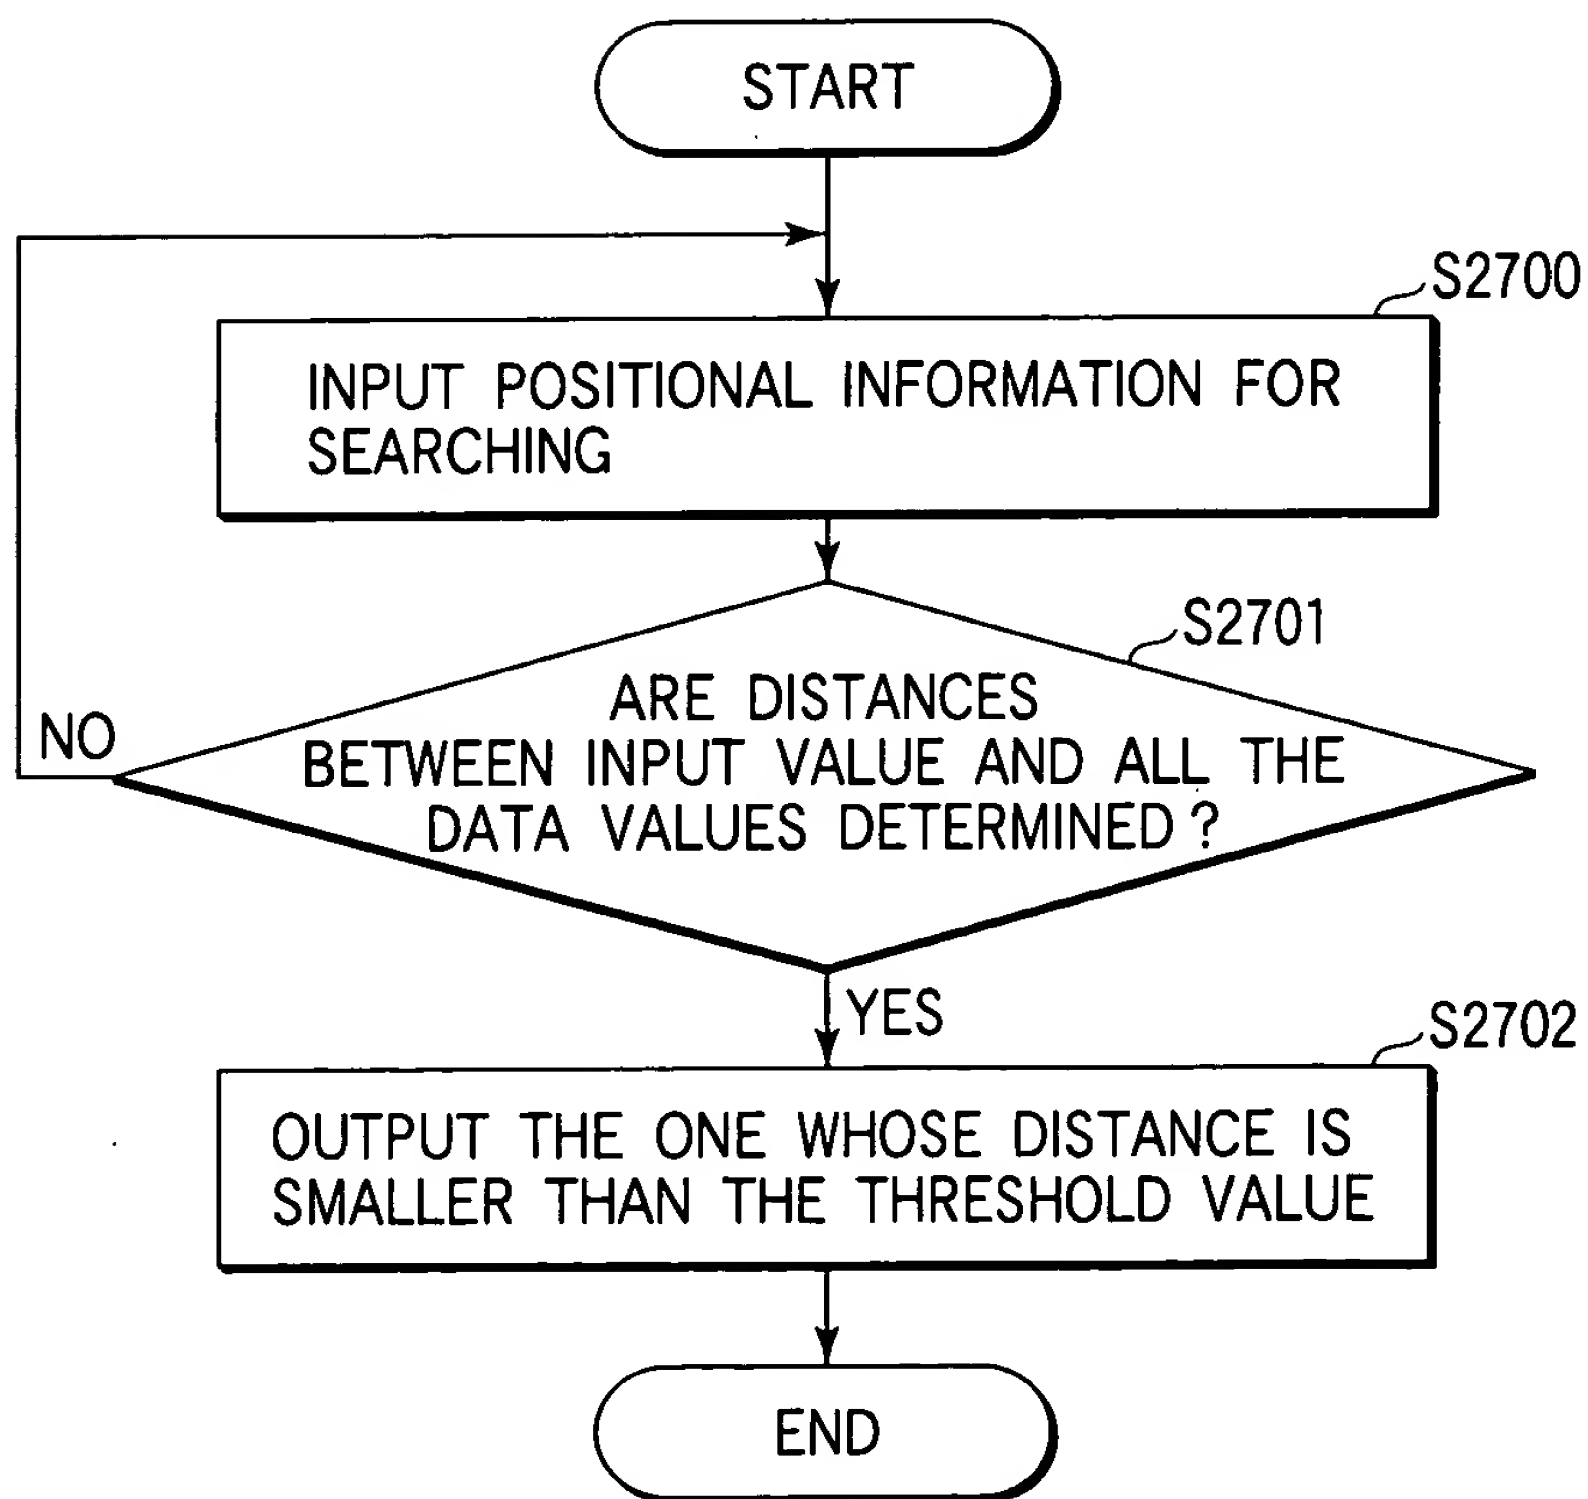 START
S2700
INPUT POSITIONAL INFORMATION FOR
SEARCHING
S2701
ARE DISTANCES
BETWEEN INPUT VALUE AND ALL THE
DATA VALUES DETERMINED?
NO
YES
S2702
OUTPUT THE ONE WHOSE DISTANCE IS
SMALLER THAN THE THRESHOLD VALUE
END